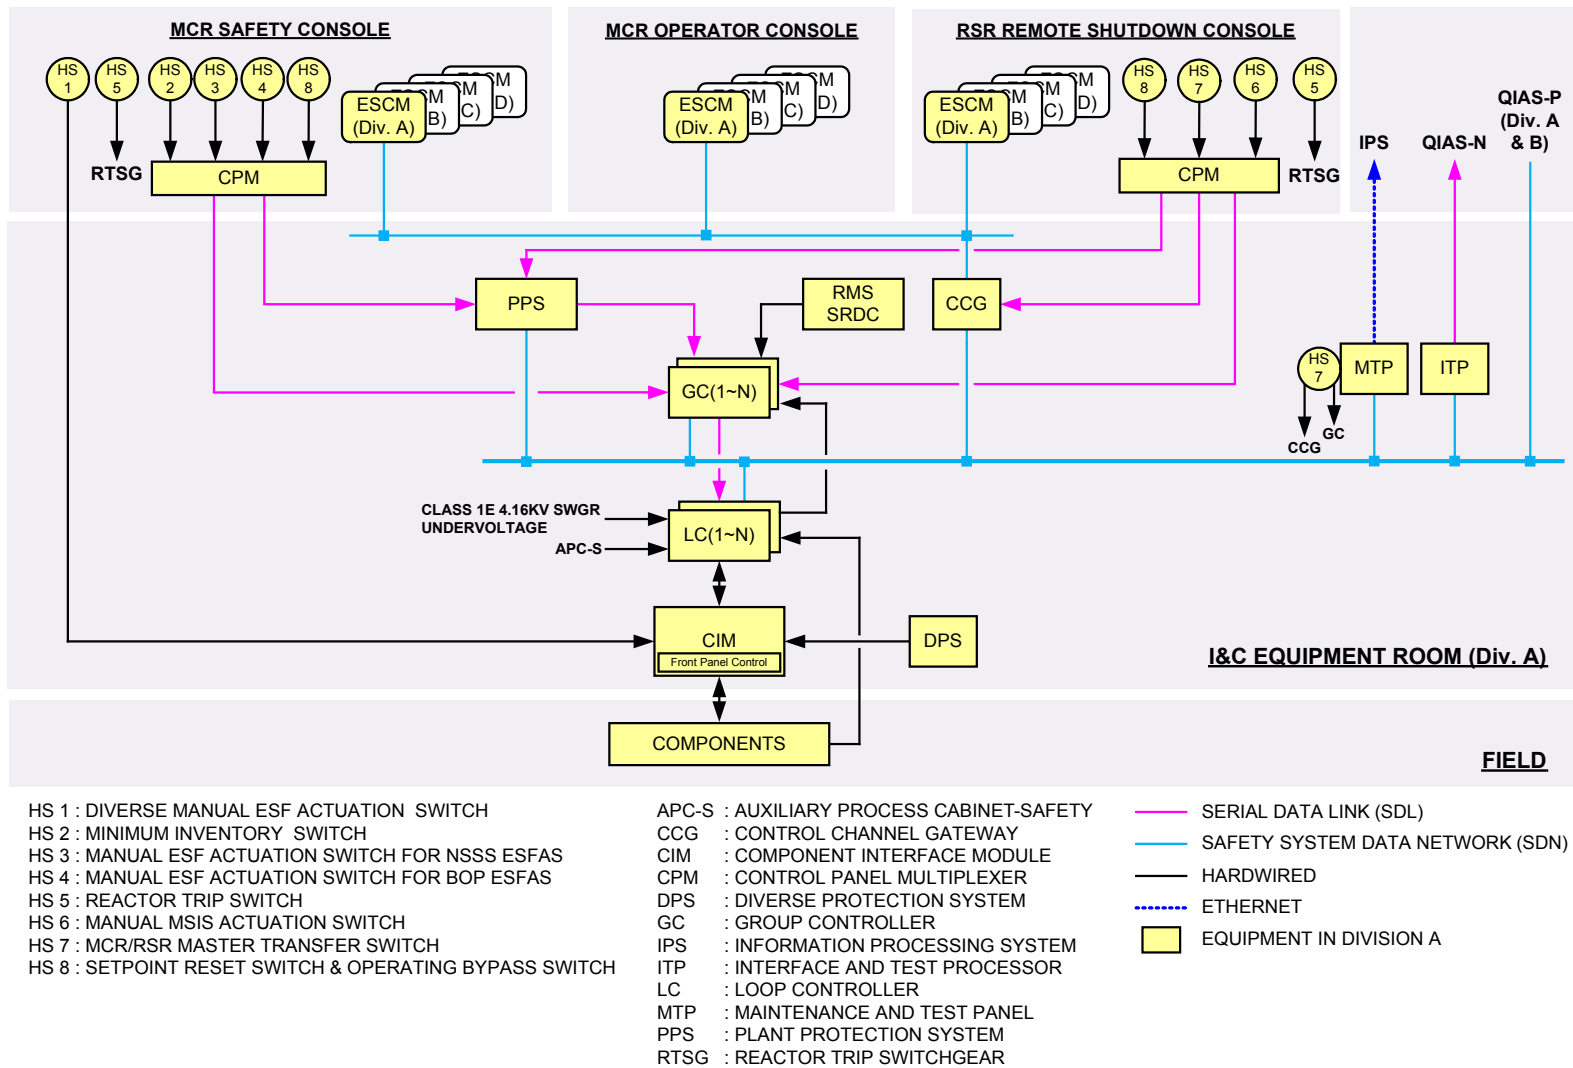 MCR SAFETY CONSOLE
MCR OPERATOR CONSOLE
RSR REMOTE SHUTDOWN CONSOLE
HS
1
HS
5
HS
2
HS
3
HS
4
HS
8
ESCM
(Div. A)
CM
B)
CM
C)
CM
D)
ESCM
(Div. A)
CM
B)
CM
C)
CM
D)
ESCM
(Div. A)
CM
B)
CM
C)
CM
D)
HS
8
HS
7
HS
6
HS
5
QIAS-P
(Div. A
& B)
IPS
QIAS-N
RTSG
CPM
CPM
RTSG
PPS
RMS
SRDC
CCG
GC(1~N)
HS
7
MTP
ITP
CCG
GC
CLASS 1E 4.16KV SWGR
UNDERVOLTAGE
APC-S
LC(1~N)
CIM
Front Panel Control
DPS
I&C EQUIPMENT ROOM (Div. A)
COMPONENTS
FIELD
HS 1 : DIVERSE MANUAL ESF ACTUATION SWITCH
HS 2 : MINIMUM INVENTORY SWITCH
HS 3 : MANUAL ESF ACTUATION SWITCH FOR NSSS ESFAS
HS 4 : MANUAL ESF ACTUATION SWITCH FOR BOP ESFAS
HS 5 : REACTOR TRIP SWITCH
HS 6 : MANUAL MSIS ACTUATION SWITCH
HS 7 : MCR/RSR MASTER TRANSFER SWITCH
HS 8 : SETPOINT RESET SWITCH & OPERATING BYPASS SWITCH
APC-S : AUXILIARY PROCESS CABINET-SAFETY
CCG : CONTROL CHANNEL GATEWAY
CIM : COMPONENT INTERFACE MODULE
CPM : CONTROL PANEL MULTIPLEXER
DPS : DIVERSE PROTECTION SYSTEM
GC : GROUP CONTROLLER
IPS : INFORMATION PROCESSING SYSTEM
ITP : INTERFACE AND TEST PROCESSOR
LC : LOOP CONTROLLER
MTP : MAINTENANCE AND TEST PANEL
PPS : PLANT PROTECTION SYSTEM
RTSG : REACTOR TRIP SWITCHGEAR
SERIAL DATA LINK (SDL)
SAFETY SYSTEM DATA NETWORK (SDN)
HARDWIRED
ETHERNET
EQUIPMENT IN DIVISION A